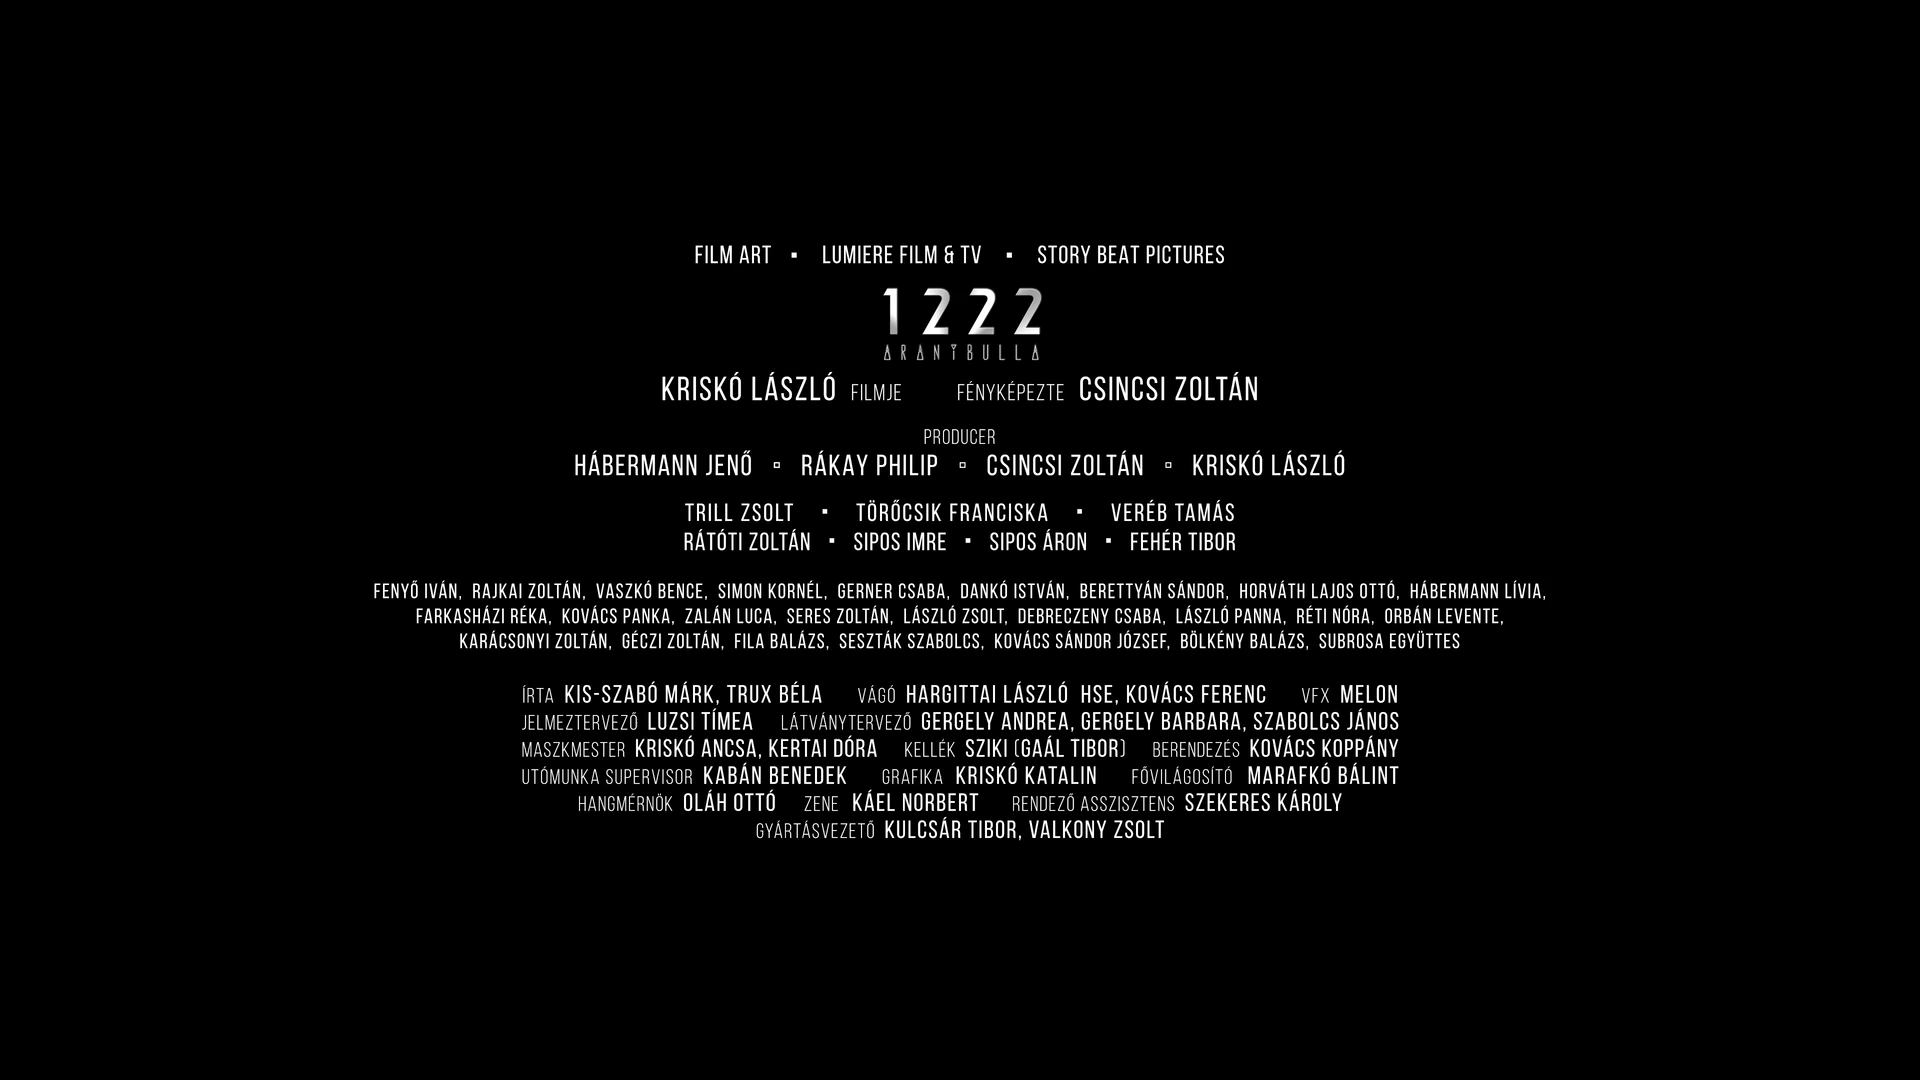 FILM ART ▪ LUMIERE FILM & TV ▪ STORY BEAT PICTURES
1222
ARANYBULLA
KRISKÓ LÁSZLÓ FILMJE FÉNYKÉPEZTE CSINCSI ZOLTÁN
PRODUCER
HÁBERMANN JENŐ ▫ RÁKAY PHILIP ▫ CSINCSI ZOLTÁN ▫ KRISKÓ LÁSZLÓ
TRILL ZSOLT ▪ TÖRŐCSIK FRANCISKA ▪ VERÉB TAMÁS
RÁTÓTI ZOLTÁN ▪ SIPOS IMRE ▪ SIPOS ÁRON ▪ FEHÉR TIBOR
FENYŐ IVÁN, RAJKAI ZOLTÁN, VASZKÓ BENCE, SIMON KORNÉL, GERNER CSABA, DANKÓ ISTVÁN, BERETTYÁN SÁNDOR, HORVÁTH LAJOS OTTÓ, HÁBERMANN LÍVIA,
FARKASHÁZI RÉKA, KOVÁCS PANKA, ZALÁN LUCA, SERES ZOLTÁN, LÁSZLÓ ZSOLT, DEBRECZENY CSABA, LÁSZLÓ PANNA, RÉTI NÓRA, ORBÁN LEVENTE,
KARÁCSONYI ZOLTÁN, GÉCZI ZOLTÁN, FILA BALÁZS, SESZTÁK SZABOLCS, KOVÁCS SÁNDOR JÓZSEF, BÖLKÉNY BALÁZS, SUBROSA EGYÜTTES
ÍRTA KIS-SZABÓ MÁRK, TRUX BÉLA VÁGÓ HARGITTAI LÁSZLÓ HSE, KOVÁCS FERENC VFX MELON
JELMEZTERVEZŐ LUZSI TÍMEA LÁTVÁNYTERVEZŐ GERGELY ANDREA, GERGELY BARBARA, SZABOLCS JÁNOS
MASZKMESTER KRISKÓ ANCSA, KERTAI DÓRA KELLÉK SZIKI (GAÁL TIBOR) BERENDEZÉS KOVÁCS KOPPÁNY
UTÓMUNKA SUPERVISOR KABÁN BENEDEK GRAFIKA KRISKÓ KATALIN FŐVILÁGOSÍTÓ MARAFKÓ BÁLINT
HANGMÉRNÖK OLÁH OTTÓ ZENE KÁEL NORBERT RENDEZŐ ASSZISZTENS SZEKERES KÁROLY
GYÁRTÁSVEZETŐ KULCSÁR TIBOR, VALKONY ZSOLT